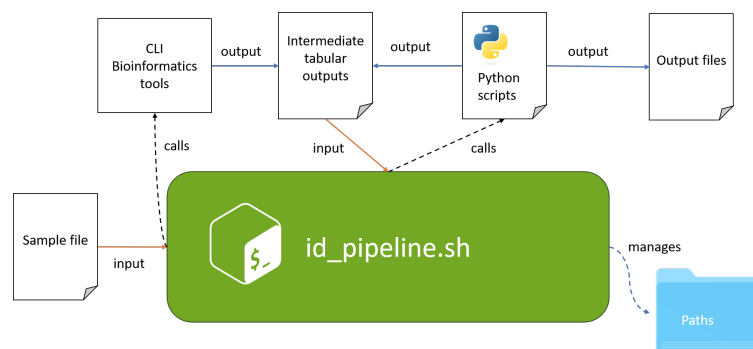 CLI
Bioinformatics
tools
output
Intermediate
tabular
outputs
output
Python
scripts
output
Output files
calls
input
calls
Sample file
input
$_
id_pipeline.sh
manages
Paths